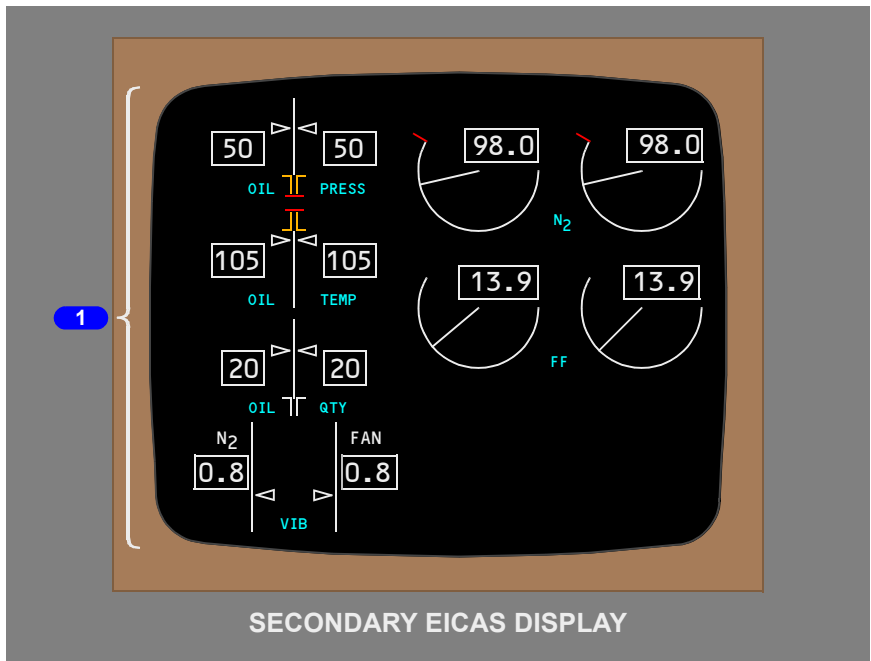 50 50 98.0 98.0
OIL PRESS
N2
105 105
OIL TEMP
13.9 13.9
1
20 20
FF
OIL QTY
N2 FAN
0.8 0.8
VIB
SECONDARY EICAS DISPLAY